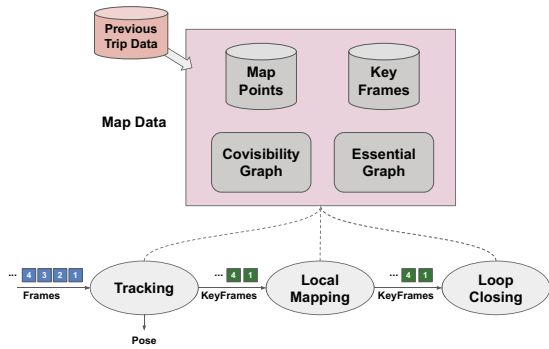 Previous
Trip Data
Map
Points
Key
Frames
Map Data
Covisibility
Graph
Essential
Graph
... 4 3 2 1
Frames
Tracking
... 4 1
KeyFrames
Local
Mapping
... 4 1
KeyFrames
Loop
Closing
Pose